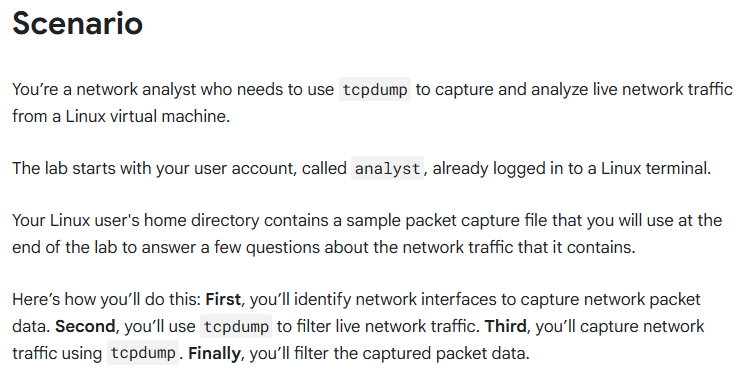 Scenario
You’re a network analyst who needs to use tcpdump to capture and analyze live network traffic
from a Linux virtual machine.
The lab starts with your user account, called analyst, already logged in to a Linux terminal.
Your Linux user's home directory contains a sample packet capture file that you will use at the
end of the lab to answer a few questions about the network traffic that it contains.
Here’s how you’ll do this: First, you’ll identify network interfaces to capture network packet
data. Second, you’ll use tcpdump to filter live network traffic. Third, you’ll capture network
traffic using tcpdump. Finally, you’ll filter the captured packet data.